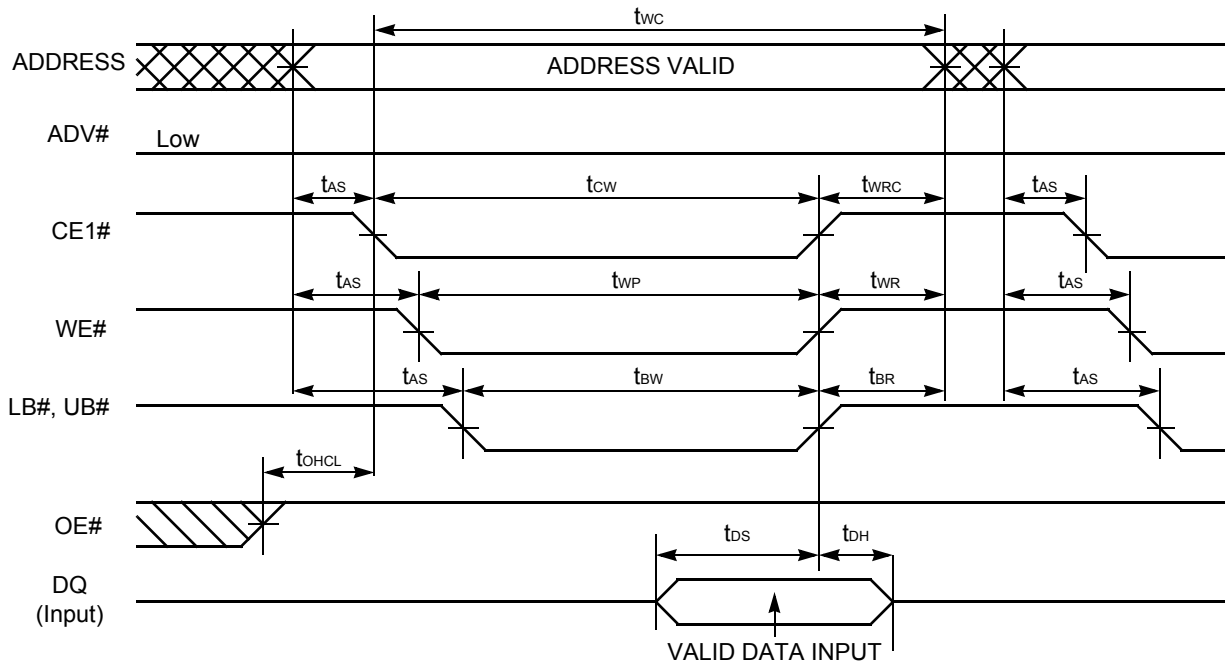 tWC
ADDRESS
ADDRESS VALID
ADV#
Low
tAS
tCW
tWRC
tAS
CE1#
tAS
tWP
tWR
tAS
WE#
tAS
tBW
tBR
tAS
LB#, UB#
tOHCL
OE#
tDS
tDH
DQ
(Input)
VALID DATA INPUT